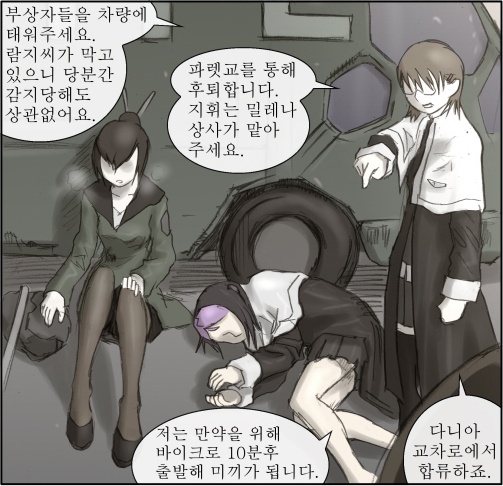 부상자들을 차량에
태워주세요.
람지씨가 막고
있으니 당분간
감지당해도
상관없어요.
파렛교를 통해
후퇴합니다.
지휘는 밀레나
상사가 맡아
주세요.
저는 만약을 위해
바이크로 10분후
출발해 미끼가 됩니다.
다니아
교차로에서
합류하죠.